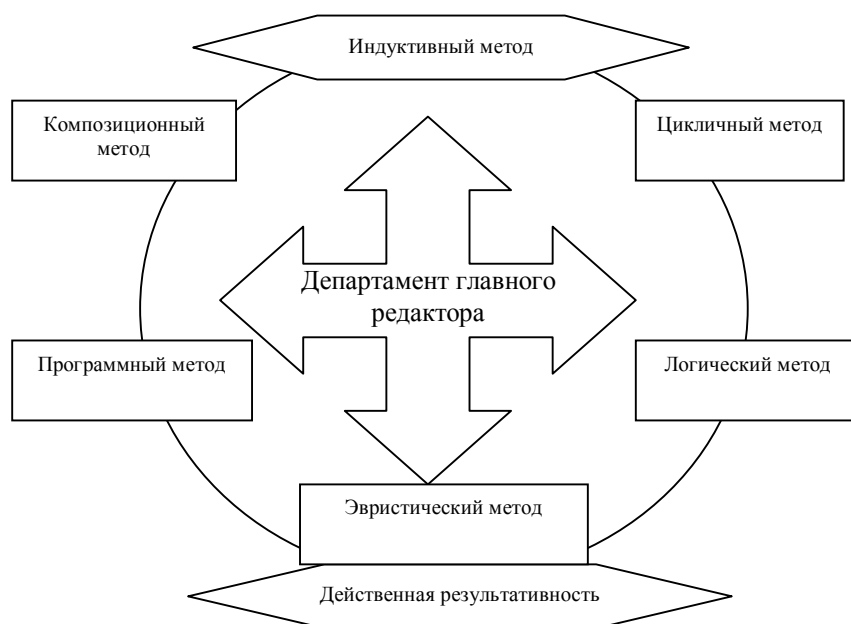 Индуктивный метод
Композиционный
метод
Цикличный метод
Департамент главного
редактора
Программный метод
Логический метод
Эвристический метод
Действенная результативность